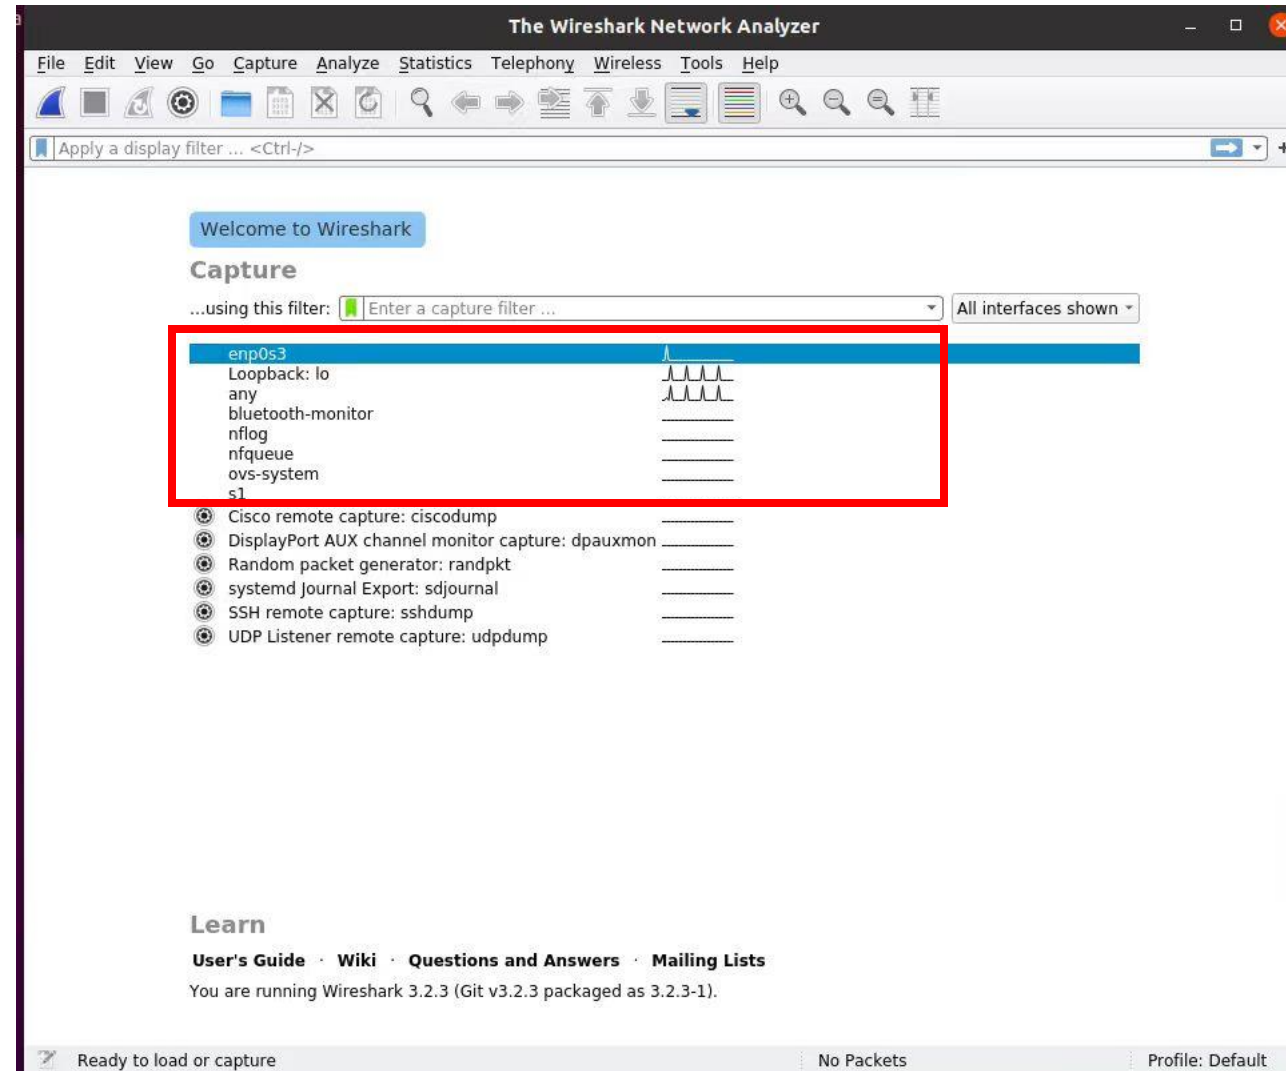 The Wireshark Network Analyzer
File Edit View Go Capture Analyze Statistics Telephony Wireless Tools Help
Apply a display filter ... <Ctrl-/>
Welcome to Wireshark
Capture
...using this filter: Enter a capture filter ... All interfaces shown
enp0s3
Loopback: lo
any
bluetooth-monitor
nflog
nfqueue
ovs-system
s1
Cisco remote capture: ciscodump
DisplayPort AUX channel monitor capture: dpauxmon
Random packet generator: randpkt
systemd Journal Export: sdjournal
SSH remote capture: sshdump
UDP Listener remote capture: udpdump
Learn
User's Guide · Wiki · Questions and Answers · Mailing Lists
You are running Wireshark 3.2.3 (Git v3.2.3 packaged as 3.2.3-1).
Ready to load or capture No Packets Profile: Default